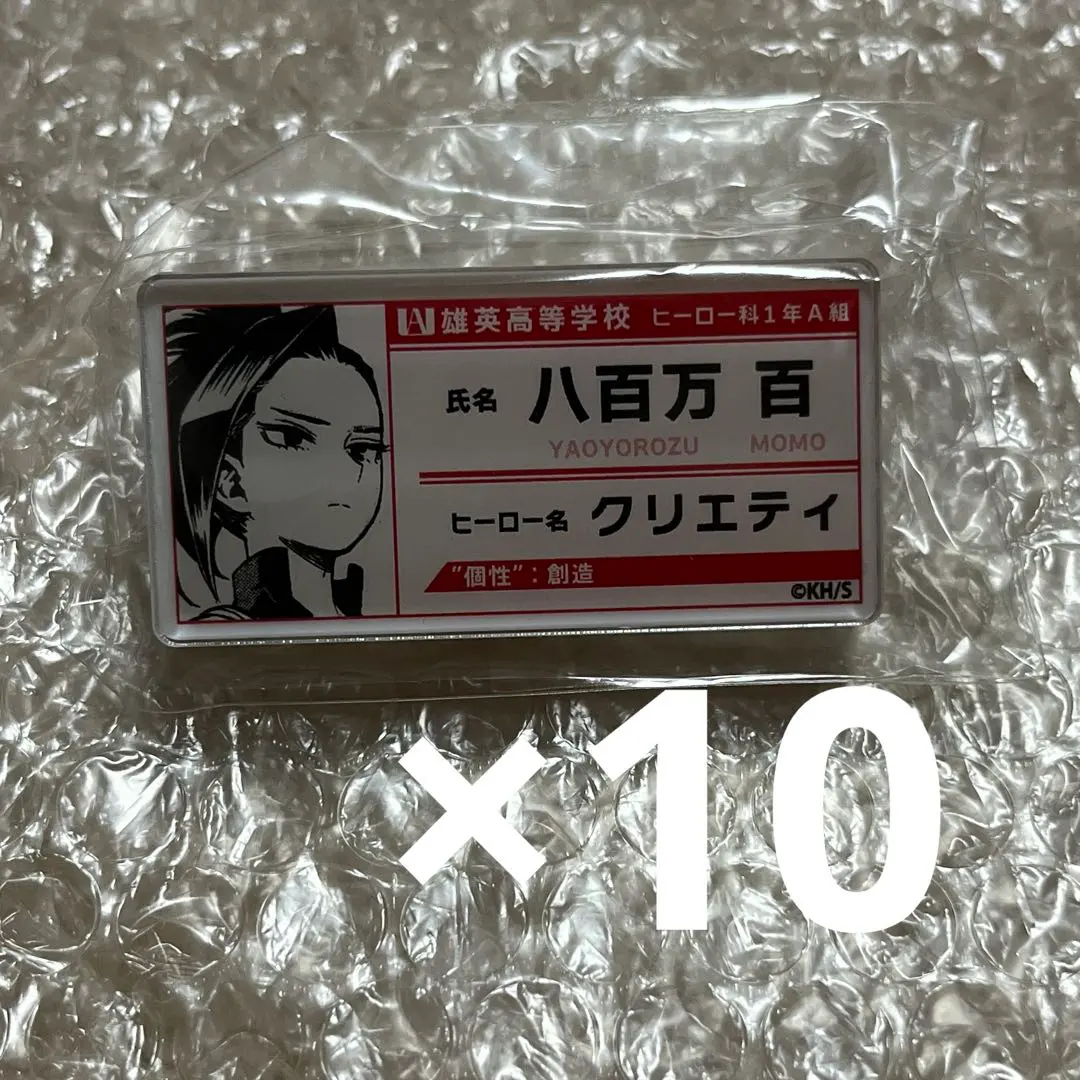 UA 雄英高等学校 ヒーロー科1年A組
氏名 八百万 百
YAOYOROZU MOMO
ヒーロー名 クリエティ
"個性":創造
©KH/S
×10